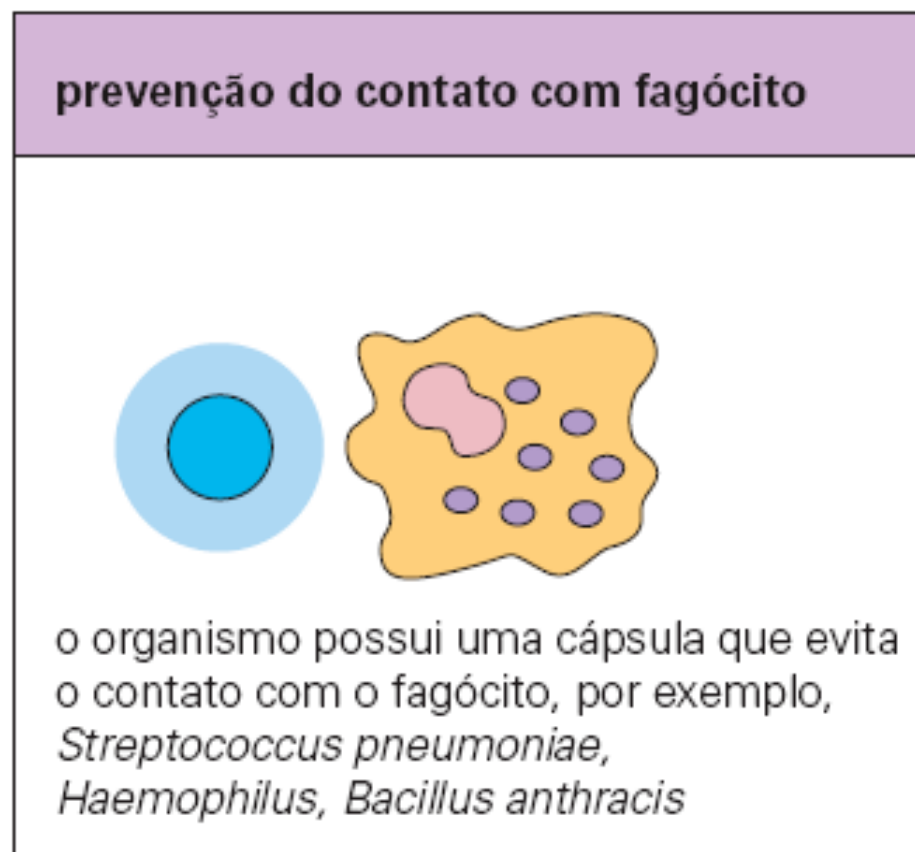 prevenção do contato com fagócito
o organismo possui uma cápsula que evita
o contato com o fagócito, por exemplo,
Streptococcus pneumoniae,
Haemophilus, Bacillus anthracis